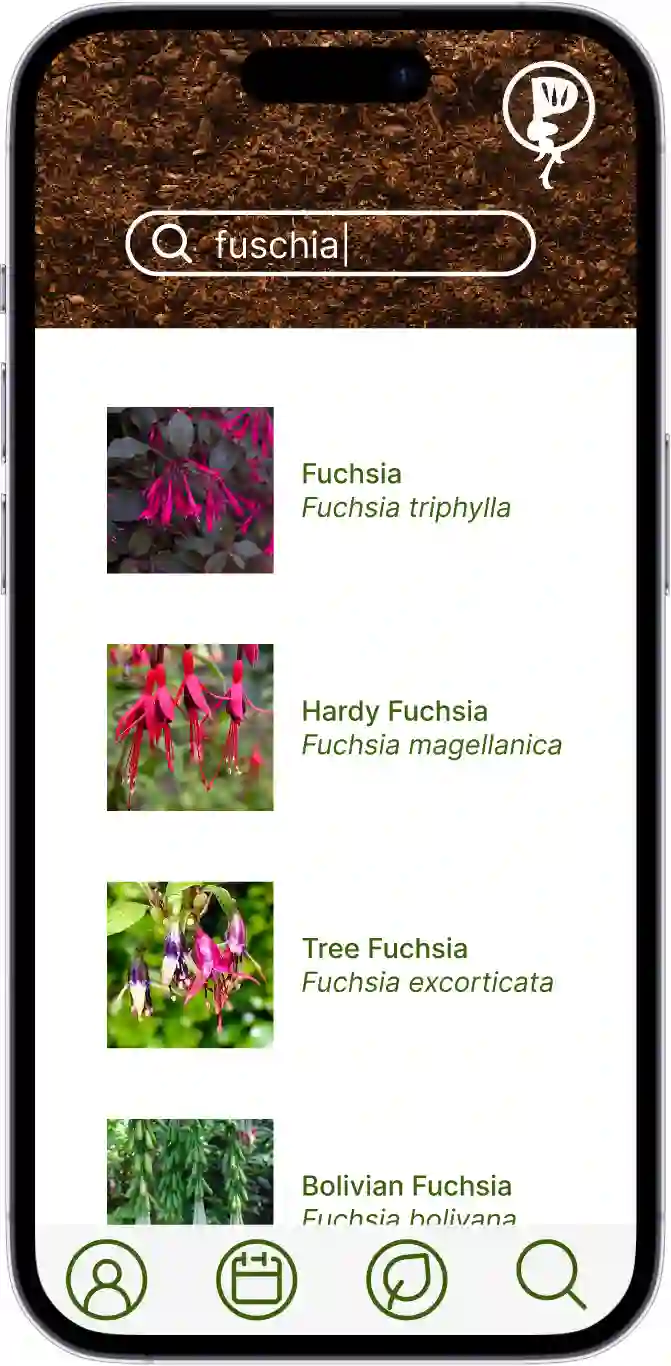 fuschia
Fuchsia
Fuchsia triphylla
Hardy Fuchsia
Fuchsia magellanica
Tree Fuchsia
Fuchsia excorticata
Bolivian Fuchsia
Fuchsia bolivana